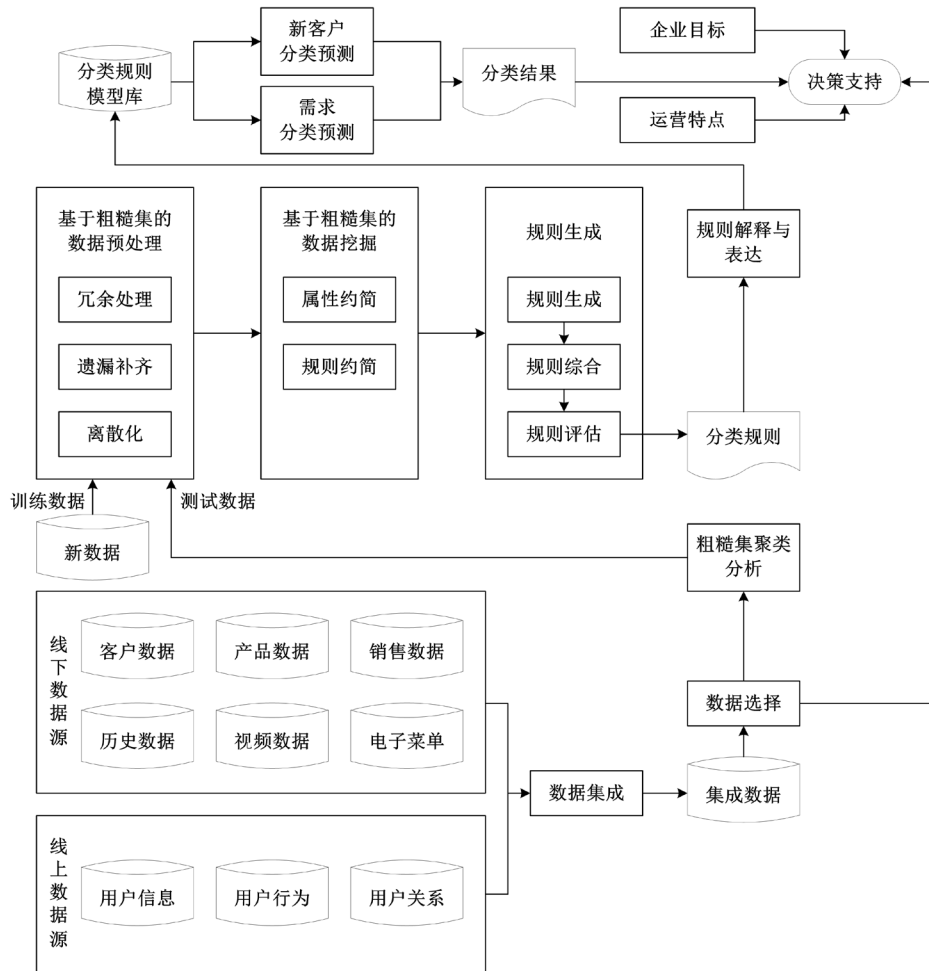 分类规则
模型库
新客户
分类预测
需求
分类预测
分类结果
企业目标
运营特点
决策支持
基于粗糙集的
数据预处理
冗余处理
遗漏补齐
离散化
基于粗糙集的
数据挖掘
属性约简
规则约简
规则生成
规则生成
规则综合
规则评估
规则解释与
表达
分类规则
训练数据
测试数据
新数据
粗糙集聚类
分析
线下数据源
客户数据
产品数据
销售数据
历史数据
视频数据
电子菜单
数据选择
数据集成
集成数据
线上数据源
用户信息
用户行为
用户关系